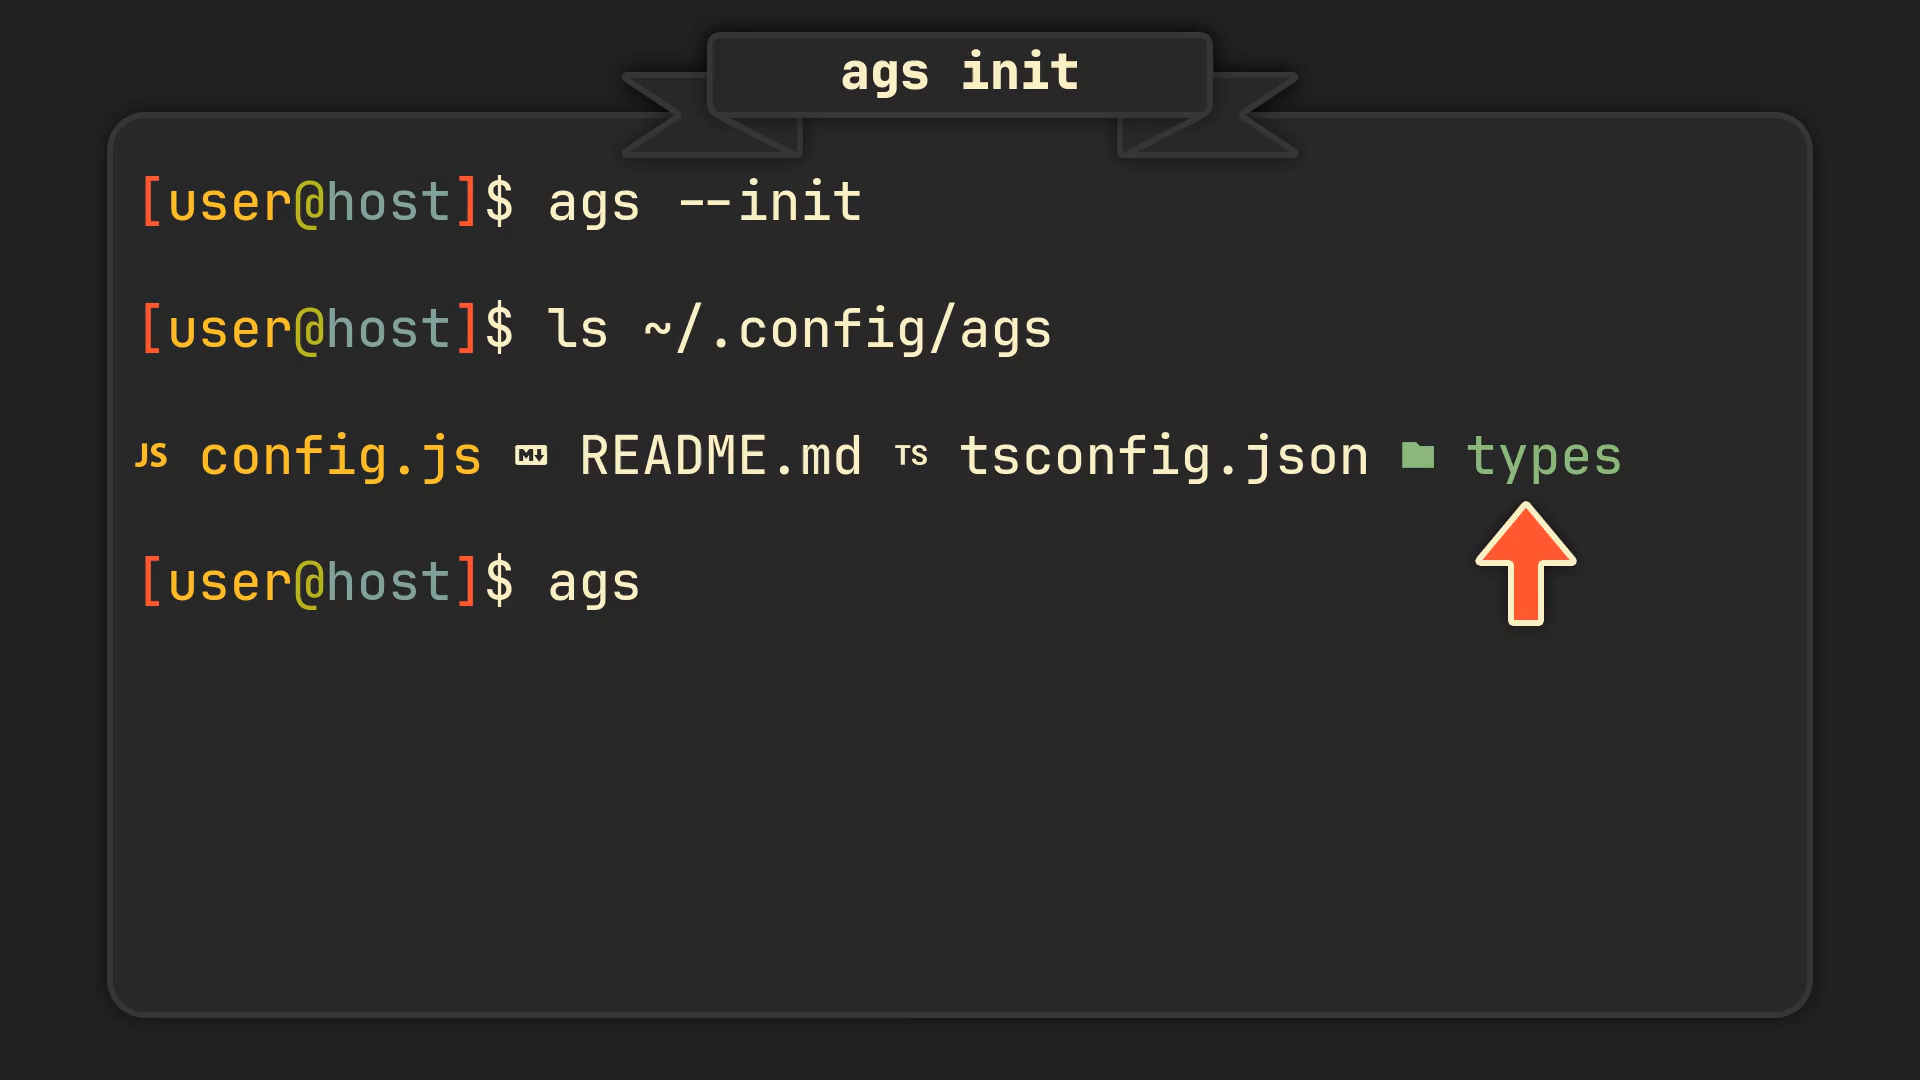 ags init
[user@host]$ ags --init
[user@host]$ ls ~/.config/ags
JS config.js M README.md TS tsconfig.json types
[user@host]$ ags